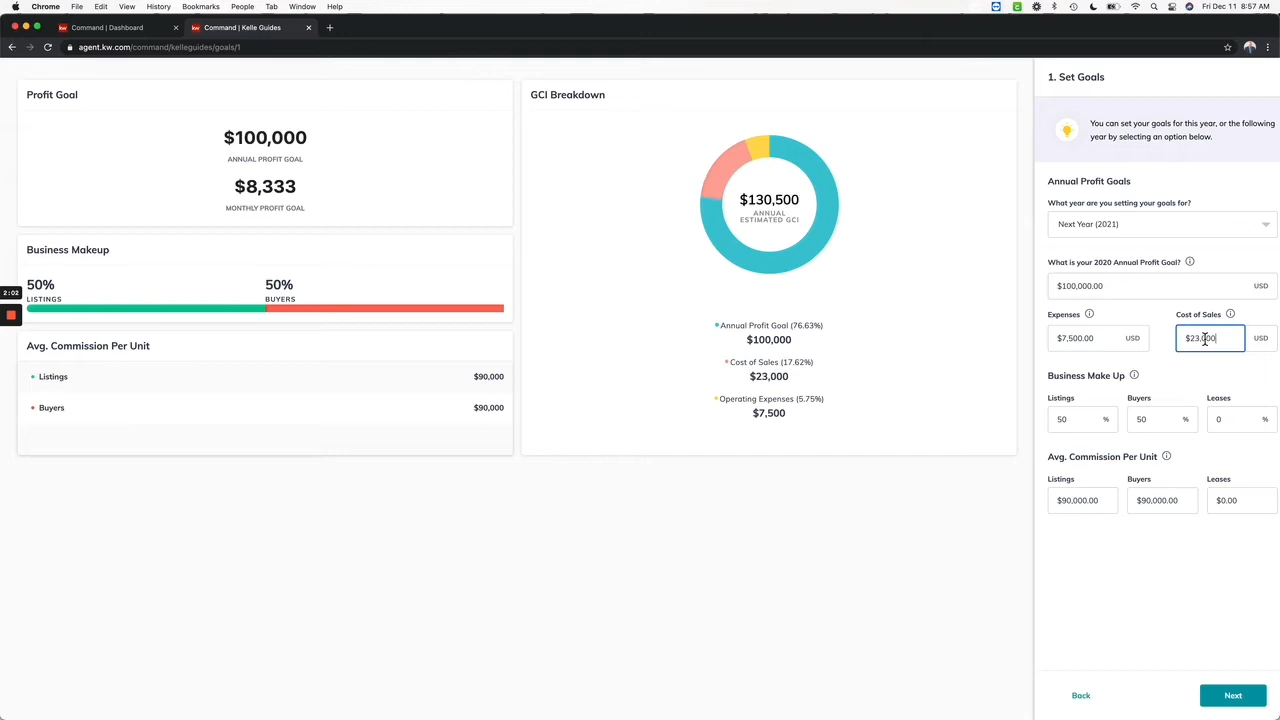 Chrome File Edit View History Bookmarks People Tab Window Help Fri Dec 11 8:57 AM
Command | Dashboard Command | Kelle Guides
agent.kw.com/command/kelleguides/goals/1
Profit Goal
$100,000
ANNUAL PROFIT GOAL
$8,333
MONTHLY PROFIT GOAL
Business Makeup
50% 50%
LISTINGS BUYERS
2:02
Avg. Commission Per Unit
Listings $90,000
Buyers $90,000
GCI Breakdown
$130,500
ANNUAL
ESTIMATED GCI
Annual Profit Goal (76.63%)
$100,000
Cost of Sales (17.62%)
$23,000
Operating Expenses (5.75%)
$7,500
1. Set Goals
You can set your goals for this year, or the following
year by selecting an option below.
Annual Profit Goals
What year are you setting your goals for?
Next Year (2021)
What is your 2020 Annual Profit Goal?
$100,000.00 USD
Expenses Cost of Sales
$7,500.00 USD $23,000 USD
Business Make Up
Listings Buyers Leases
50 % 50 % 0 %
Avg. Commission Per Unit
Listings Buyers Leases
$90,000.00 $90,000.00 $0.00
Back Next